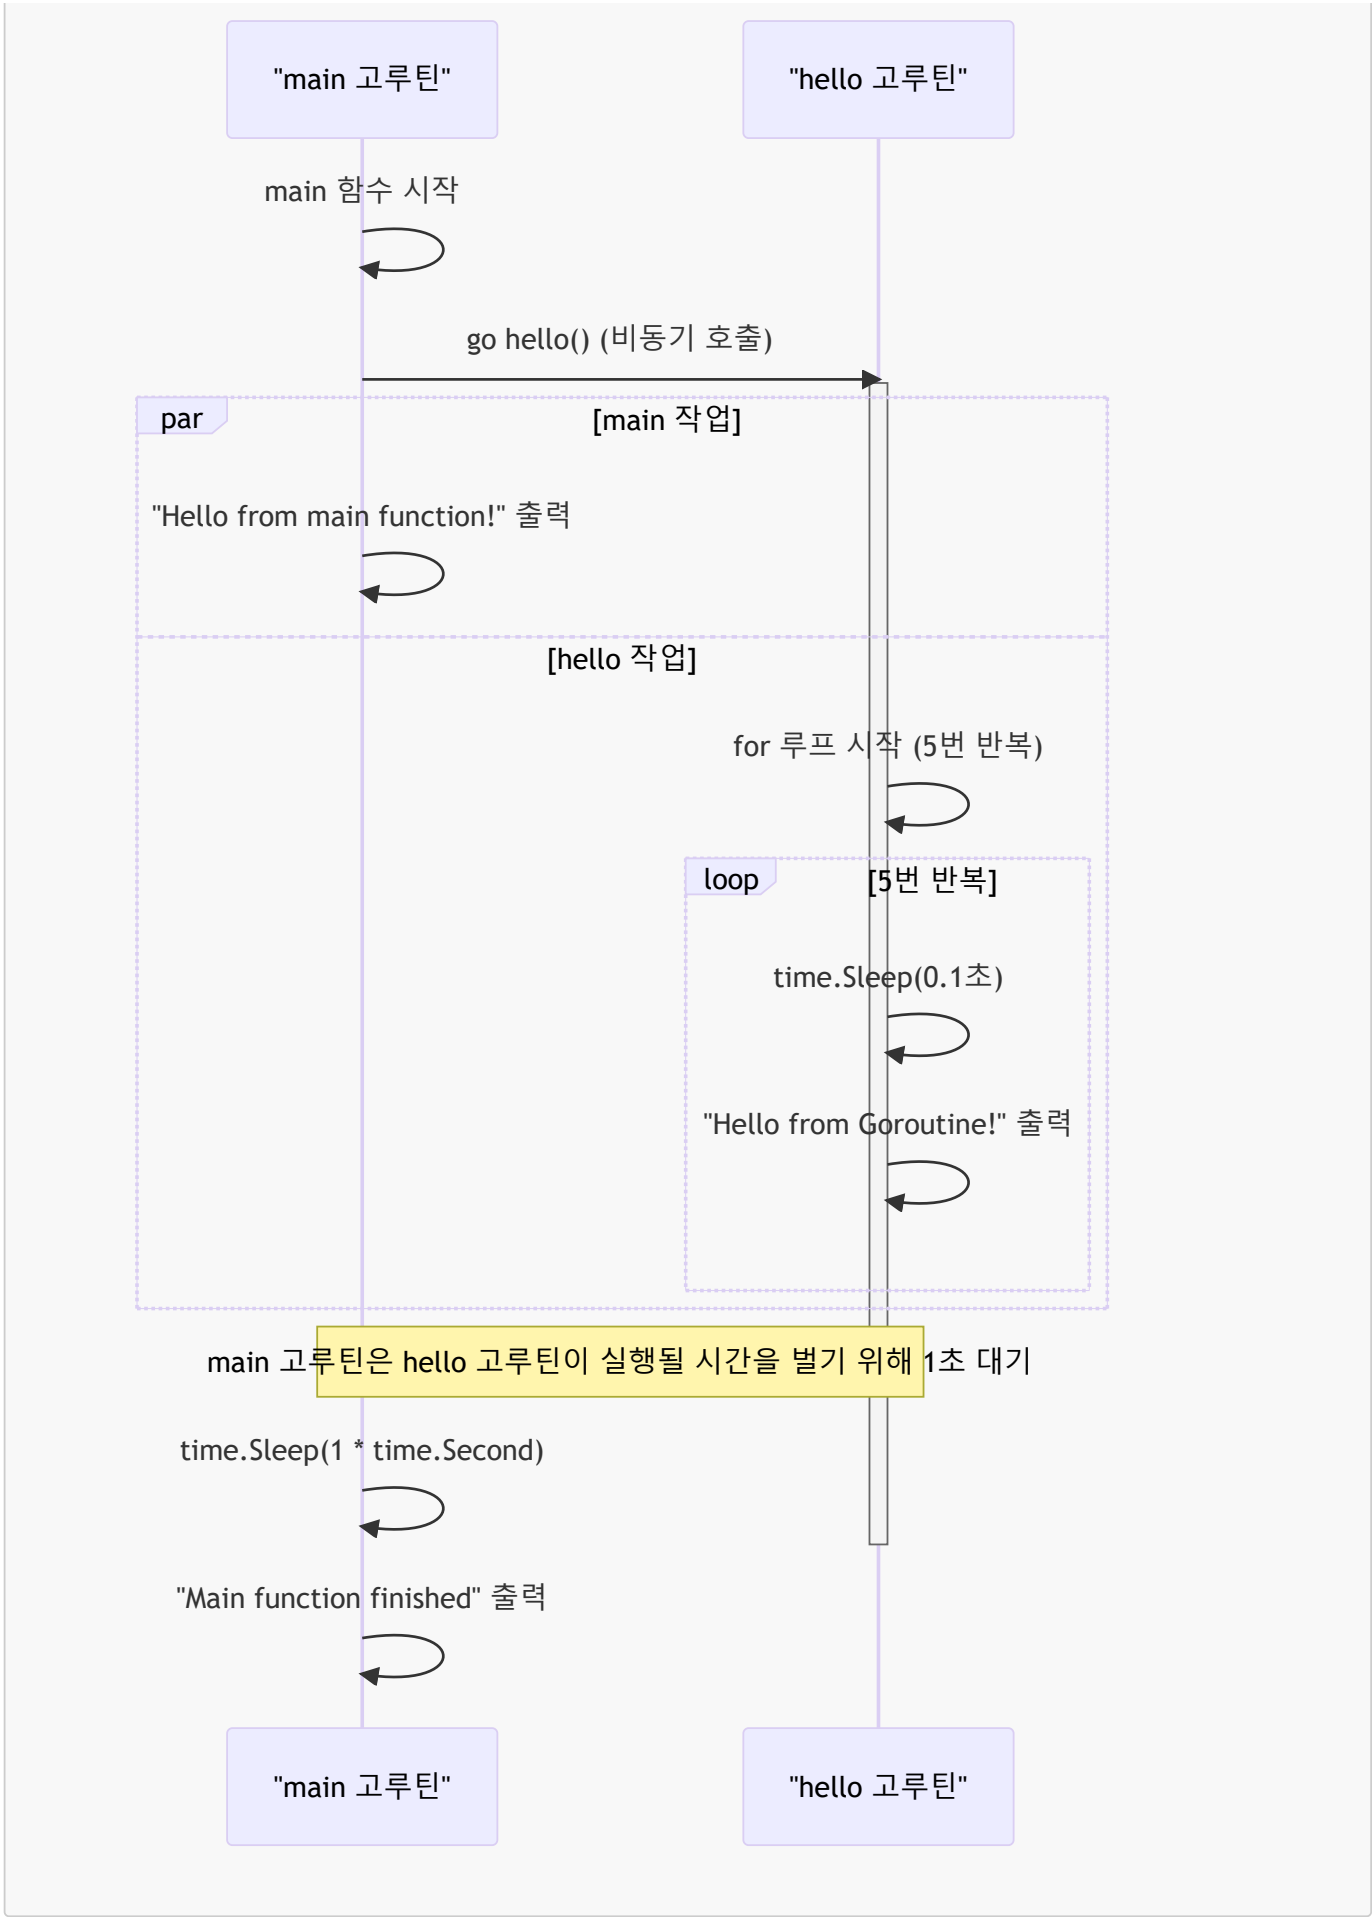 "main 고루틴"
"hello 고루틴"
main 함수 시작
go hello() (비동기 호출)
par
[main 작업]
"Hello from main function!" 출력
[hello 작업]
for 루프 시작 (5번 반복)
loop
[5번 반복]
time.Sleep(0.1초)
"Hello from Goroutine!" 출력
main 고루틴은 hello 고루틴이 실행될 시간을 벌기 위해 1초 대기
time.Sleep(1 * time.Second)
"Main function finished" 출력
"main 고루틴"
"hello 고루틴"